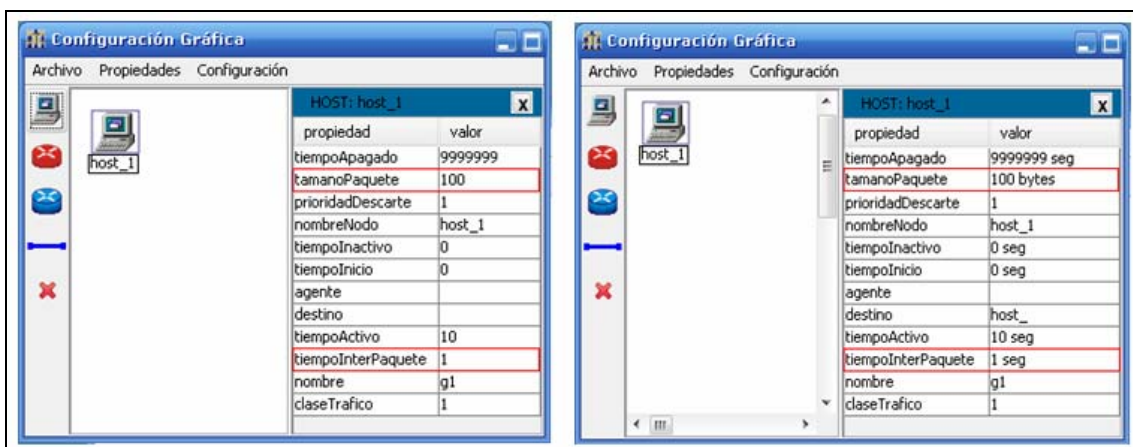 Configuración Gráfica
Archivo Propiedades Configuración
host_1
HOST: host_1 x
propiedad valor
tiempoApagado 9999999
tamanoPaquete 100
prioridadDescarte 1
nombreNodo host_1
tiempoInactivo 0
tiempoInicio 0
agente
destino
tiempoActivo 10
tiempoInterPaquete 1
nombre g1
claseTrafico 1
Configuración Gráfica
Archivo Propiedades Configuración
host_1
HOST: host_1 x
propiedad valor
tiempoApagado 9999999 seg
tamanoPaquete 100 bytes
prioridadDescarte 1
nombreNodo host_1
tiempoInactivo 0 seg
tiempoInicio 0 seg
agente
destino host_
tiempoActivo 10 seg
tiempoInterPaquete 1 seg
nombre g1
claseTrafico 1